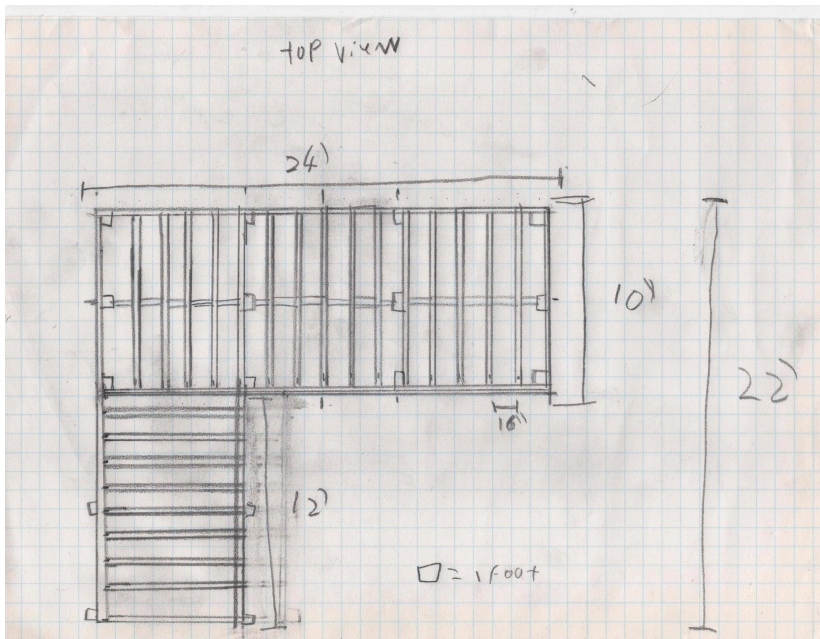 top view
24'
10'
22'
16"
12'
□ = 1 foot